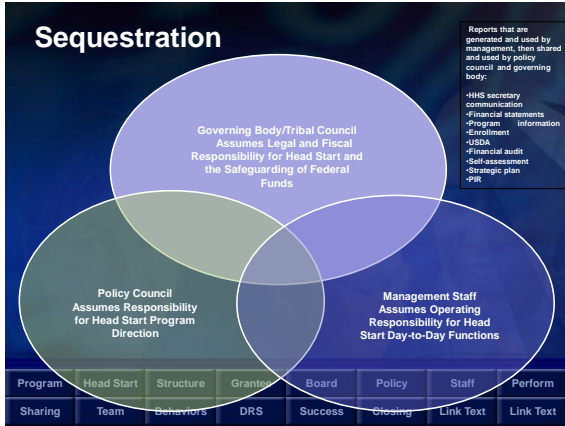 Sequestration
Reports that are
generated and used by
management, then shared
and used by policy
council and governing
body:
•HHS secretary
communication
•Financial statements
•Program information
•Enrollment
•USDA
•Financial audit
•Self-assessment
•Strategic plan
•PIR
Governing Body/Tribal Council
Assumes Legal and Fiscal
Responsibility for Head Start and
the Safeguarding of Federal
Funds
Policy Council
Assumes Responsibility
for Head Start Program
Direction
Management Staff
Assumes Operating
Responsibility for Head
Start Day-to-Day Functions
Program Head Start Structure Grantee Board Policy Staff Perform
Sharing Team Behaviors DRS Success Closing Link Text Link Text